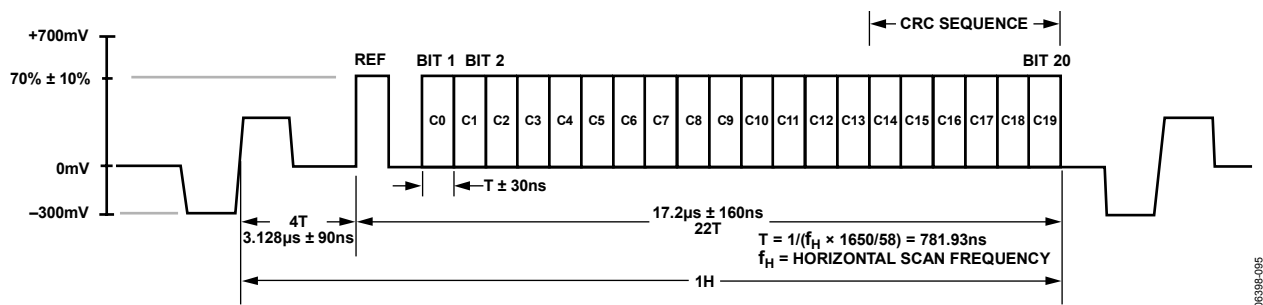 CRC SEQUENCE
+700mV
REF
BIT 1 BIT 2
BIT 20
70% ± 10%
C0 C1 C2 C3 C4 C5 C6 C7 C8 C9 C10 C11 C12 C13 C14 C15 C16 C17 C18 C19
0mV
T ± 30ns
–300mV
4T
3.128µs ± 90ns
17.2µs ± 160ns
22T
T = 1/(fH × 1650/58) = 781.93ns
fH = HORIZONTAL SCAN FREQUENCY
1H
06398-095